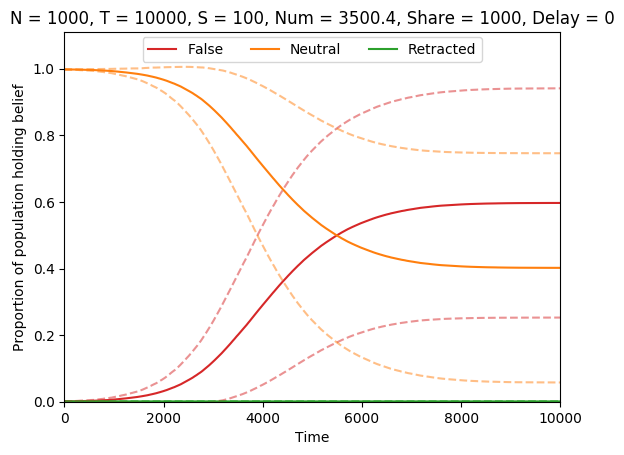 N = 1000, T = 10000, S = 100, Num = 3500.4, Share = 1000, Delay = 0
False Neutral Retracted
1.0
0.8
0.6
0.4
0.2
0.0
Proportion of population holding belief
0 2000 4000 6000 8000 10000
Time